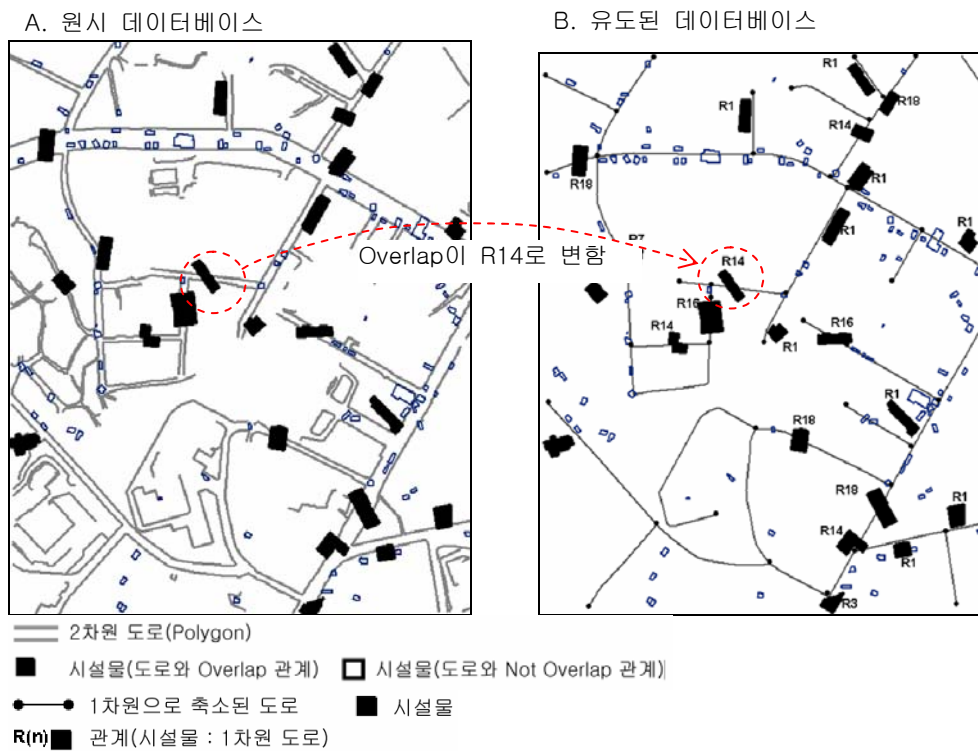 A. 원시 데이터베이스
B. 유도된 데이터베이스
R1
R18
R1
R14
R18
R1
R1
R1
R7
Overlap이 R14로 변함
R14
R16
R14
R1
R16
R1
R18
R18
R1
R14
R1
R3
2차원 도로(Polygon)
시설물(도로와 Overlap 관계)
시설물(도로와 Not Overlap 관계)
1차원으로 축소된 도로
시설물
R(n) 관계(시설물 : 1차원 도로)